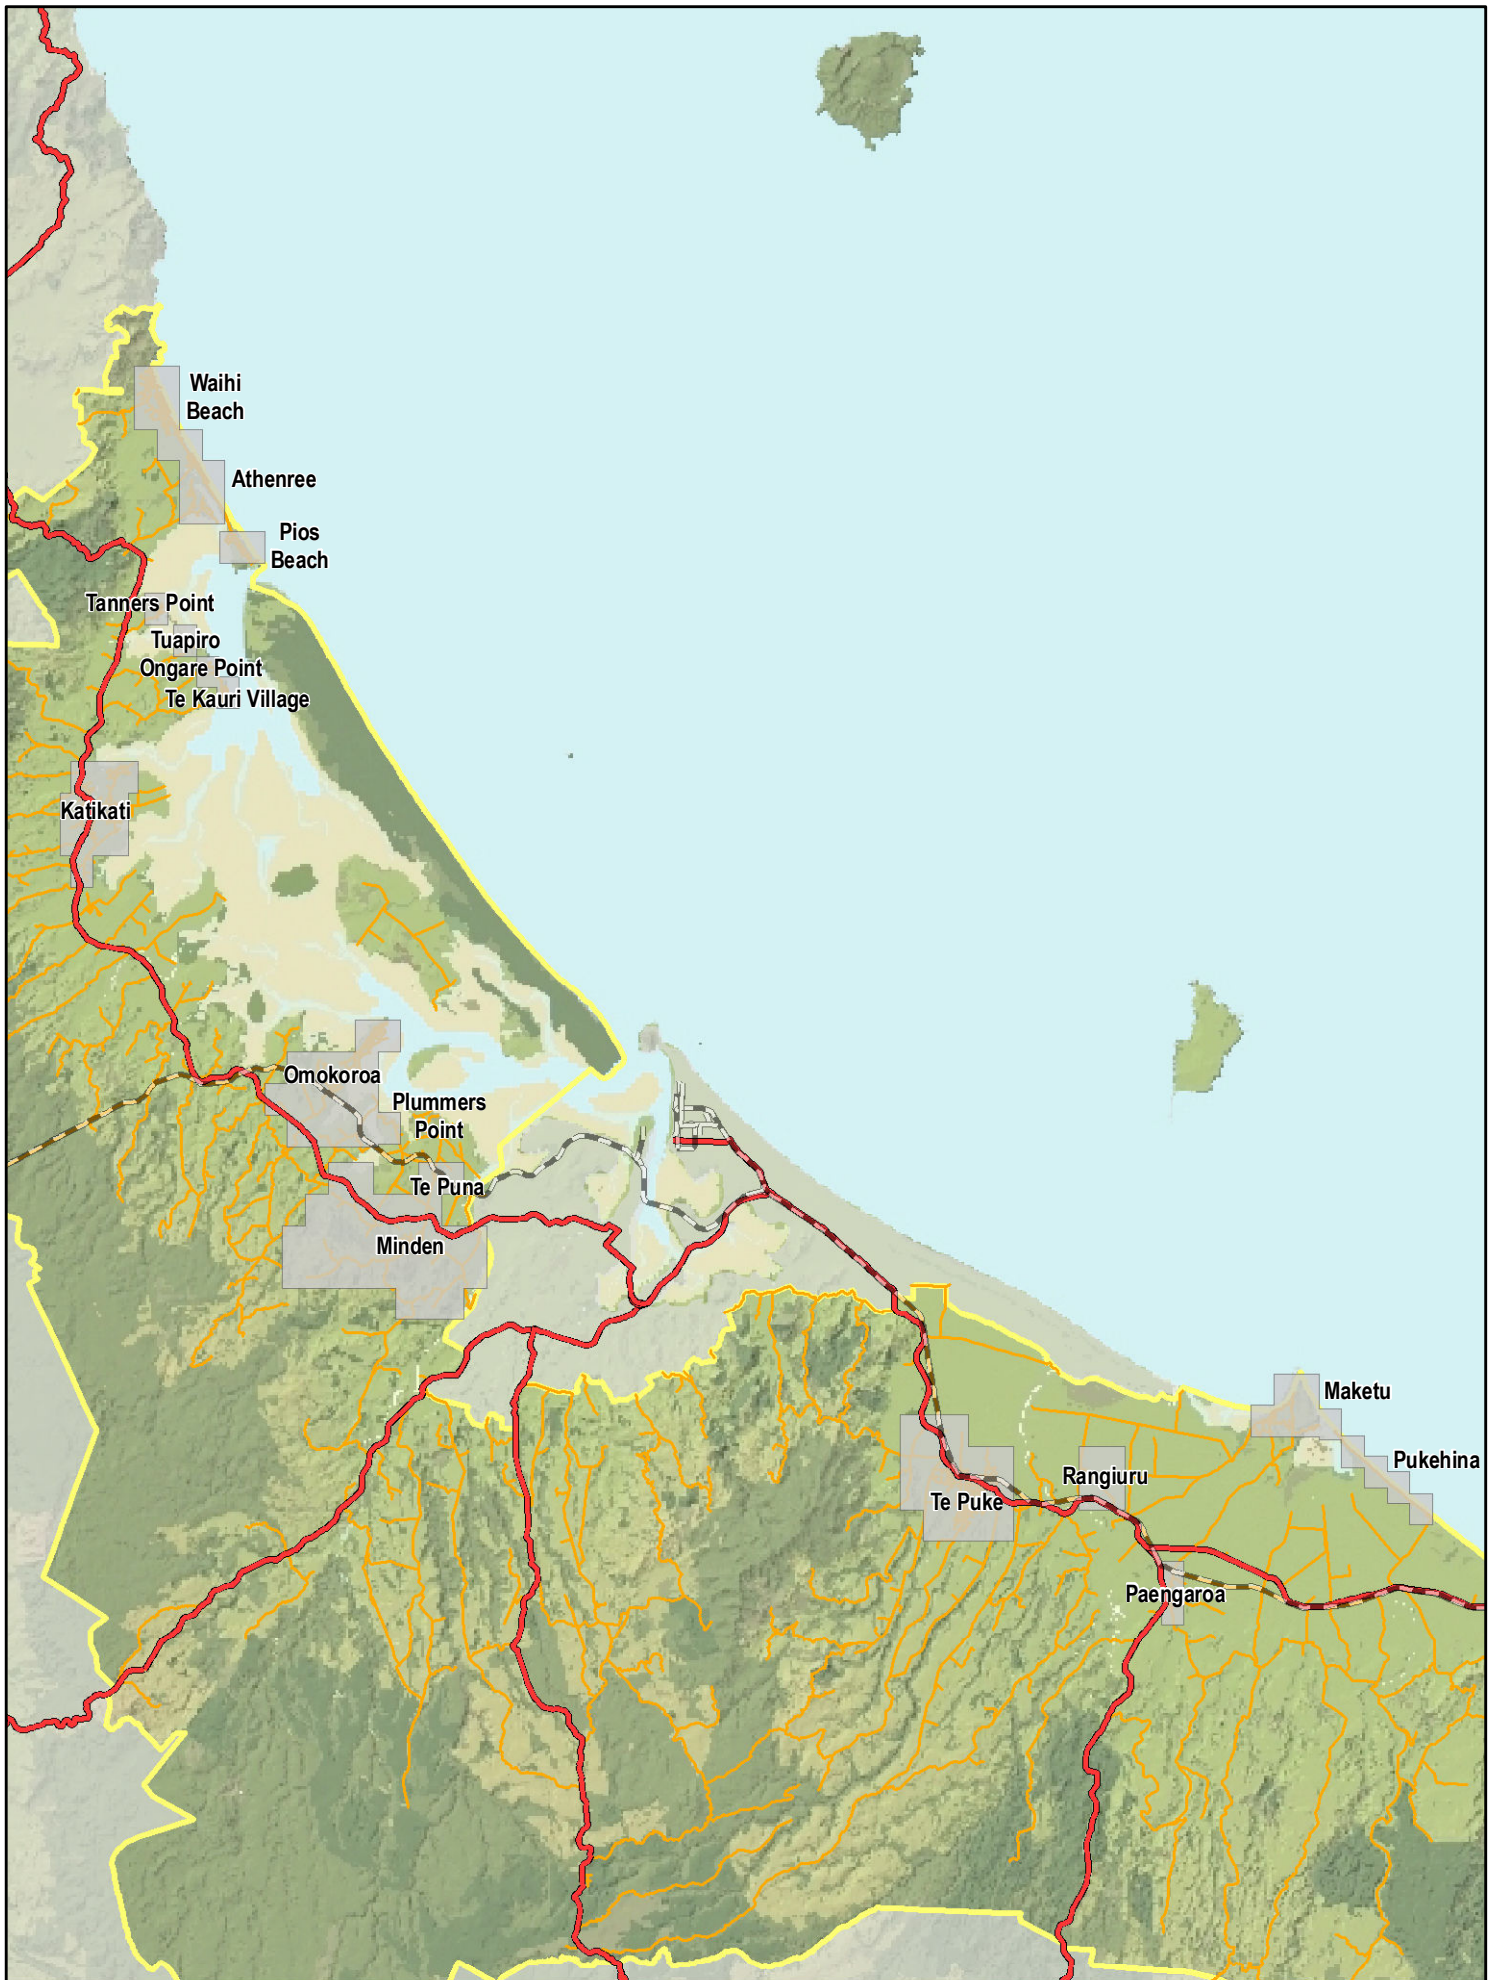 Waihi
Beach
Athenree
Pios
Beach
Tanners Point
Tuapiro
Ongare Point
Te Kauri Village
Katikati
Omokoroa
Plummers
Point
Te Puna
Minden
Maketu
Pukehina
Rangiuru
Te Puke
Paengaroa